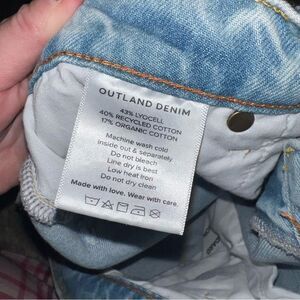 OUTLAND DENIM
43% LYOCELL
40% RECYCLED COTTON
17% ORGANIC COTTON
Machine wash cold
Inside out & separately
Do not bleach
Line dry is best
Low heat iron
Do not dry clean
Made with love. Wear with care.